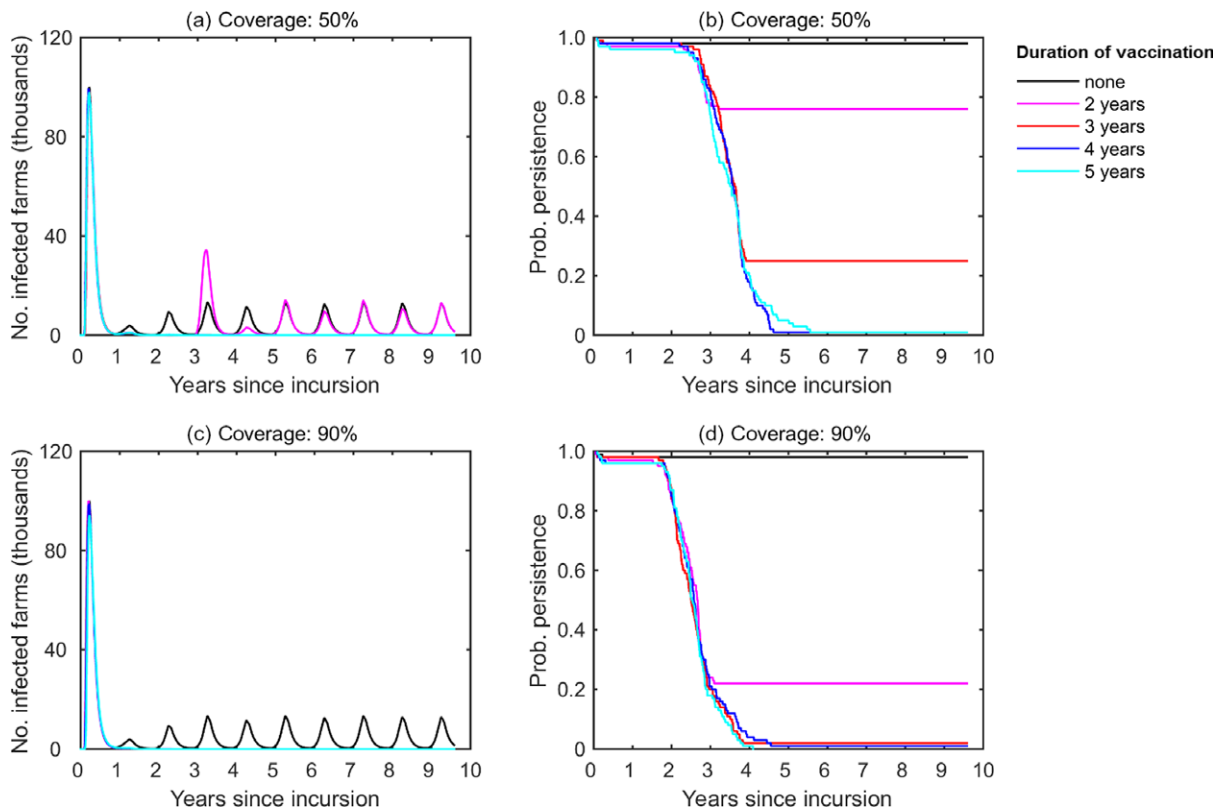 (a) Coverage: 50%
120
80
40
0
No. infected farms (thousands)
0 1 2 3 4 5 6 7 8 9 10
Years since incursion
(b) Coverage: 50%
1.0
0.8
0.6
0.4
0.2
0
Prob. persistence
0 1 2 3 4 5 6 7 8 9 10
Years since incursion
Duration of vaccination
none
2 years
3 years
4 years
5 years
(c) Coverage: 90%
120
80
40
0
No. infected farms (thousands)
0 1 2 3 4 5 6 7 8 9 10
Years since incursion
(d) Coverage: 90%
1.0
0.8
0.6
0.4
0.2
0
Prob. persistence
0 1 2 3 4 5 6 7 8 9 10
Years since incursion